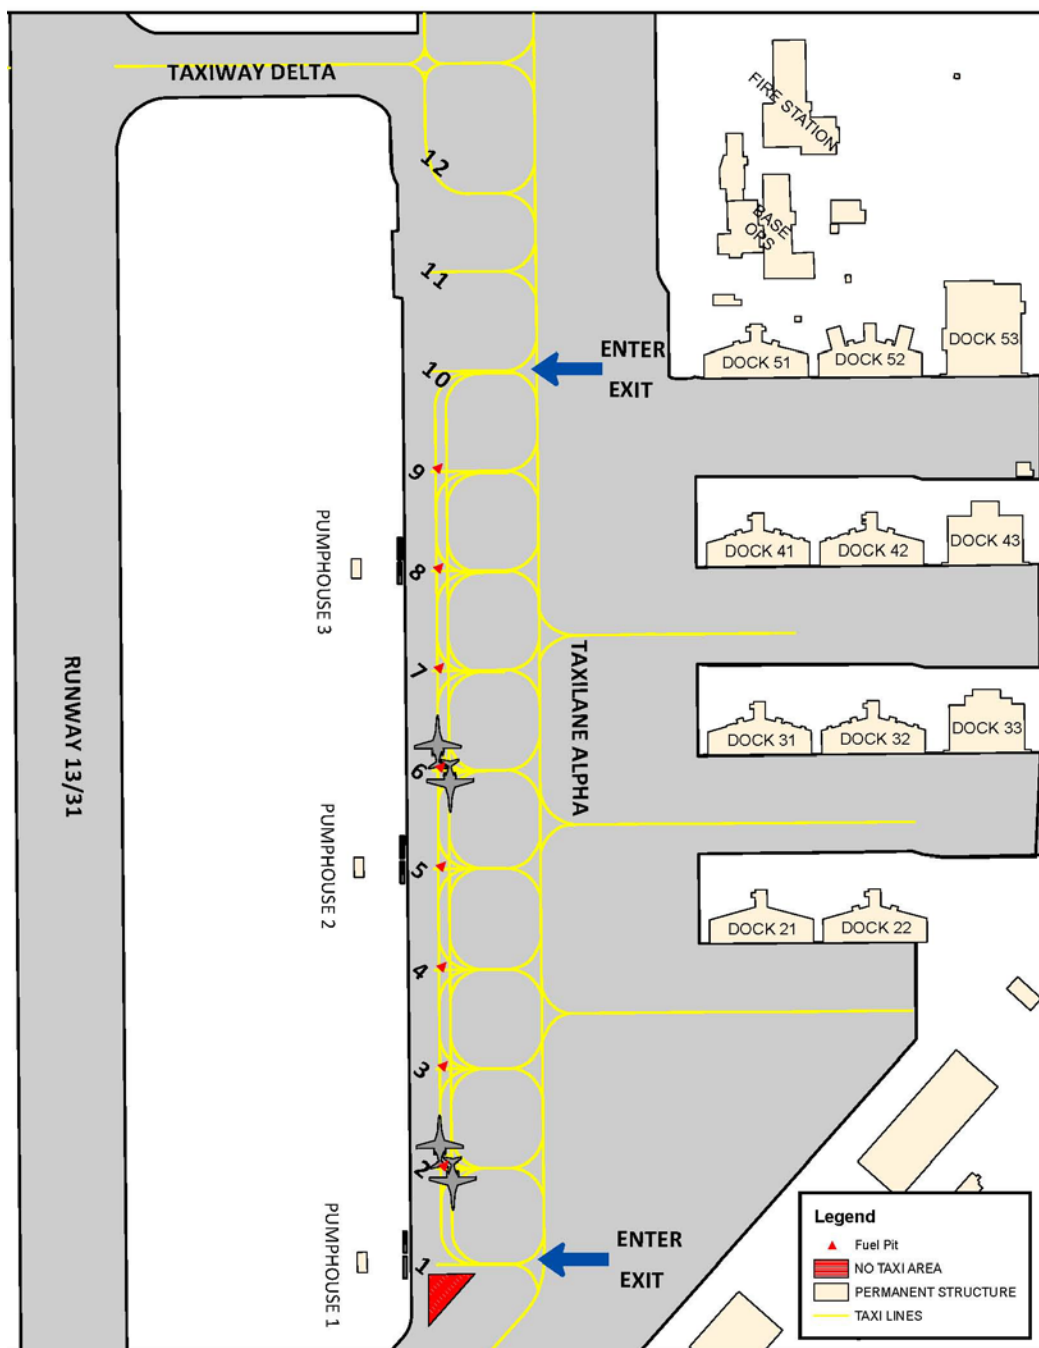 TAXIWAY DELTA
FIRE STATION
12
BASE
OPS
11
ENTER
10
EXIT
DOCK 51
DOCK 52
DOCK 53
9
PUMPHOUSE 3
8
DOCK 41
DOCK 42
DOCK 43
7
RUNWAY 13/31
TAXILANE ALPHA
6
DOCK 31
DOCK 32
DOCK 33
PUMPHOUSE 2
5
DOCK 21
DOCK 22
4
3
2
PUMPHOUSE 1
1
ENTER
EXIT
Legend
Fuel Pit
NO TAXI AREA
PERMANENT STRUCTURE
TAXI LINES